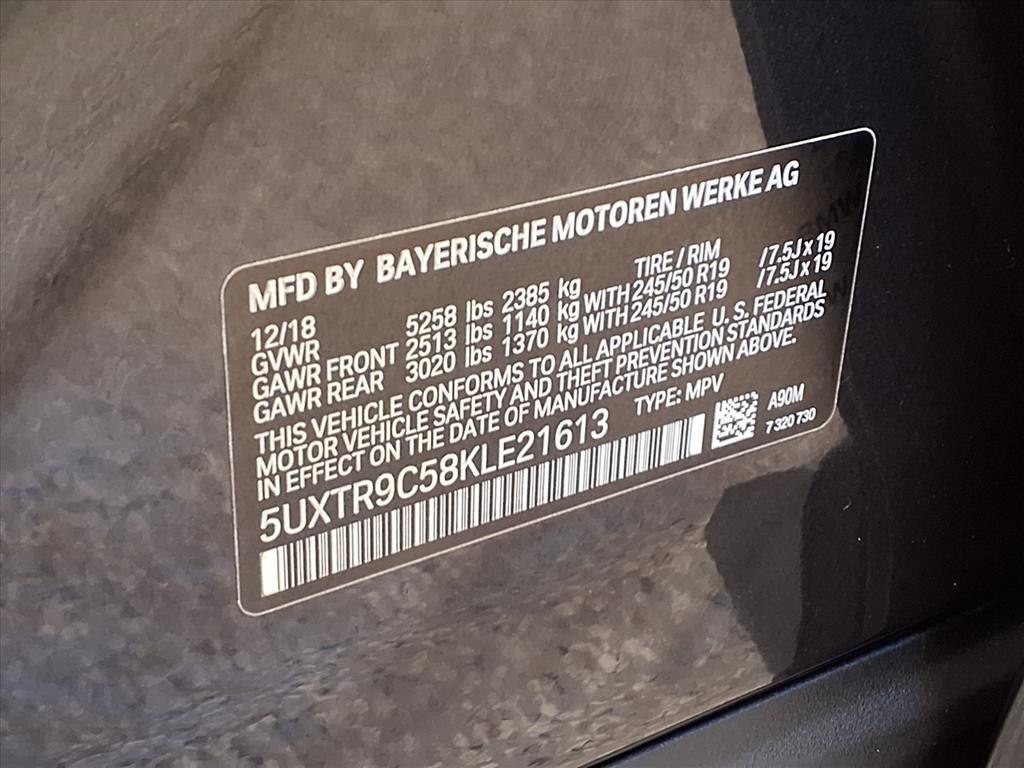 MFD BY BAYERISCHE MOTOREN WERKE AG
12/18 TIRE / RIM
GVWR 5258 lbs 2385 kg
GAWR FRONT 2513 lbs 1140 kg WITH 245/50 R19 /7.5J x 19
GAWR REAR 3020 lbs 1370 kg WITH 245/50 R19 /7.5J x 19
THIS VEHICLE CONFORMS TO ALL APPLICABLE U. S. FEDERAL
MOTOR VEHICLE SAFETY AND THEFT PREVENTION STANDARDS
IN EFFECT ON THE DATE OF MANUFACTURE SHOWN ABOVE.
5UXTR9C58KLE21613 TYPE: MPV
A90M
7 320 730